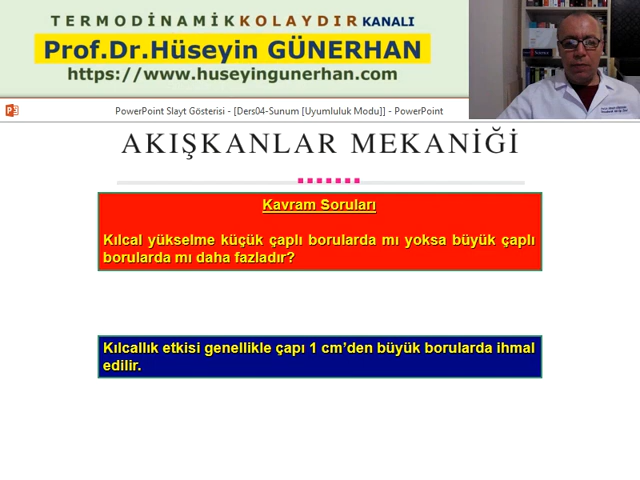 TERMODİNAMİKKOLAYDIR KANALI
Prof.Dr.Hüseyin GÜNERHAN
https://www.huseyingunerhan.com
PowerPoint Slayt Gösterisi - [Ders04-Sunum [Uyumluluk Modu]] - PowerPoint
AKIŞKANLAR MEKANİĞİ
Kavram Soruları
Kılcal yükselme küçük çaplı borularda mı yoksa büyük çaplı
borularda mı daha fazladır?
Kılcallık etkisi genellikle çapı 1 cm’den büyük borularda ihmal
edilir.